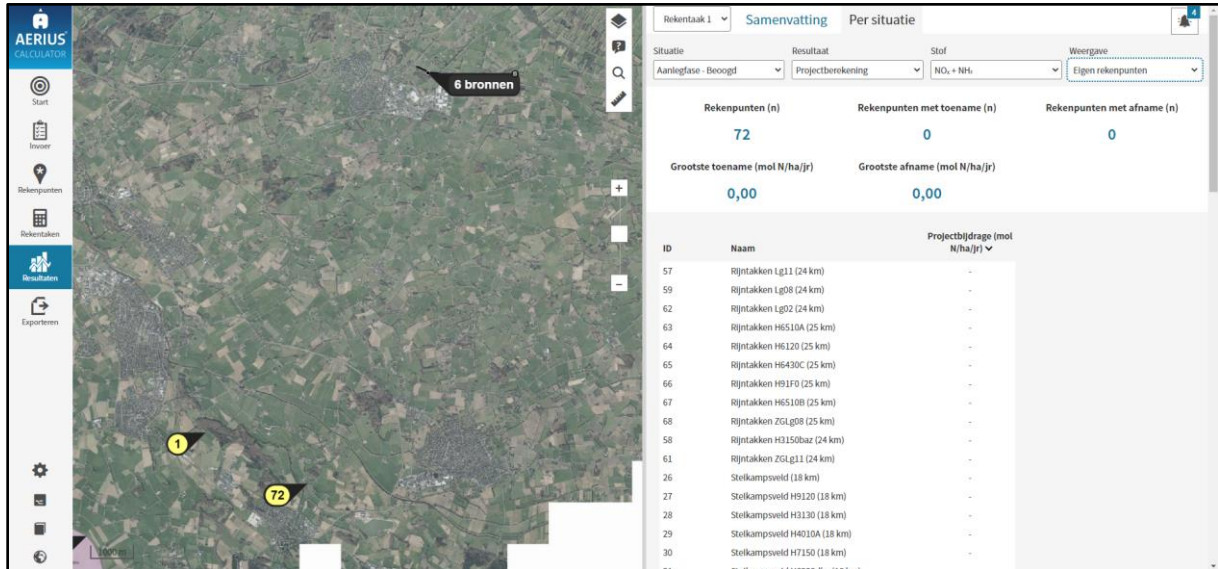 AERIUS
CALCULATOR
Start
Invoer
Rekenpunten
Rekentaken
Resultaten
Exporteren
6 bronnen
1
72
1000 m
+
-
Rekentaak 1
Samenvatting
Per situatie
4
Situatie
Resultaat
Stof
Weergave
Aanlegfase - Beoogd
Projectberekening
NOₓ + NH₃
Eigen rekenpunten
Rekenpunten (n)
Rekenpunten met toename (n)
Rekenpunten met afname (n)
72
0
0
Grootste toename (mol N/ha/jr)
Grootste afname (mol N/ha/jr)
0,00
0,00
Projectbijdrage (mol
ID Naam N/ha/jr)
57 Rijntakken Lg11 (24 km) -
59 Rijntakken Lg08 (24 km) -
62 Rijntakken Lg02 (24 km) -
63 Rijntakken H6510A (25 km) -
64 Rijntakken H6120 (25 km) -
65 Rijntakken H6430C (25 km) -
66 Rijntakken H91F0 (25 km) -
67 Rijntakken H6510B (25 km) -
68 Rijntakken ZGLg08 (25 km) -
58 Rijntakken H3150baz (24 km) -
61 Rijntakken ZGLg11 (24 km) -
26 Stelkampsveld (18 km) -
27 Stelkampsveld H9120 (18 km) -
28 Stelkampsveld H3130 (18 km) -
29 Stelkampsveld H4010A (18 km) -
30 Stelkampsveld H7150 (18 km) -